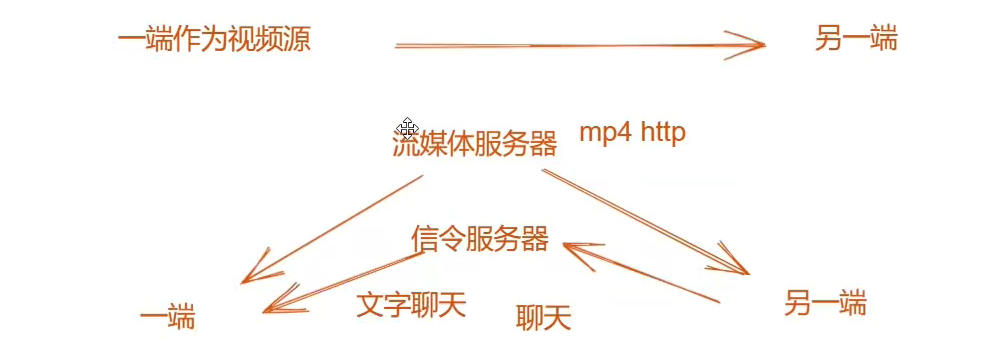 一端作为视频源
另一端
流媒体服务器
mp4 http
信令服务器
一端
文字聊天
聊天
另一端